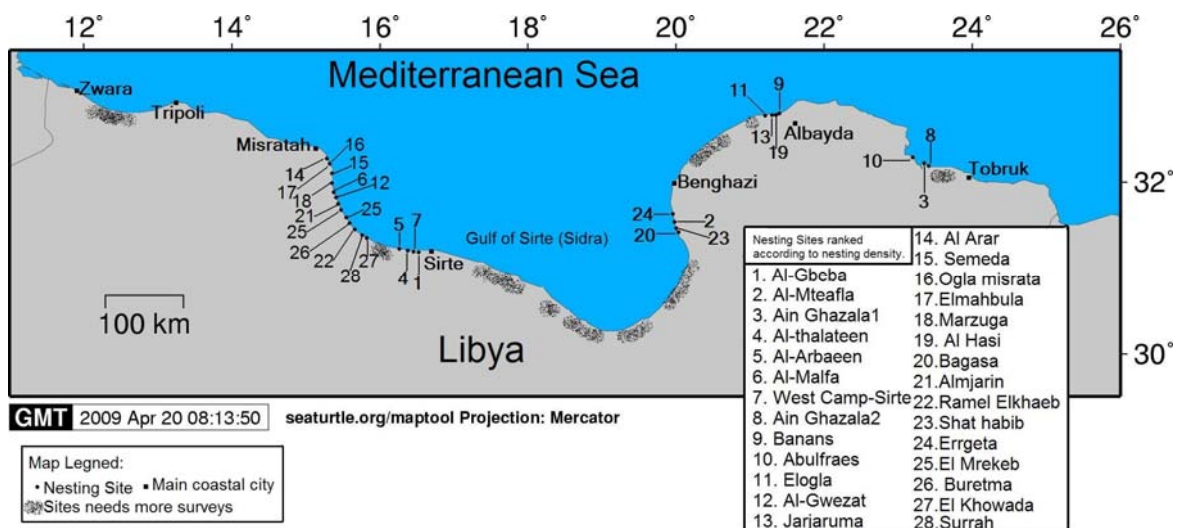 12° 14° 16° 18° 20° 22° 24° 26°
Mediterranean Sea
Zwara
Tripoli
Misratah
16
15
14
17
6
18
12
21
25
25
26
22
28
27
5
7
4
1
Sirte
Gulf of Sirte (Sidra)
11
9
13
19
Albayda
10
8
3
Tobruk
Benghazi
24
2
20
23
32°
30°
100 km
Libya
Nesting Sites ranked
according to nesting density.
1. Al-Gbcba
2. Al-Mteafla
3. Ain Ghazala1
4. Al-thalateen
5. Al-Arbaeen
6. Al-Malfa
7. West Camp-Sirte
8. Ain Ghazala2
9. Banans
10. Abulfraes
11. Elogla
12. Al-Gwezat
13. Jarjaruma
14. Al Arar
15. Semeda
16.Ogla misrata
17.Elmahbula
18.Marzuga
19. Al Hasi
20.Bagasa
21.Almjarin
22.Ramel Elkhaeb
23.Shat habib
24.Errgeta
25.El Mrekeb
26. Buretma
27.El Khowada
28.Surrah
GMT 2009 Apr 20 08:13:50 seaturtle.org/maptool Projection: Mercator
Map Legned:
Nesting Site Main coastal city
Sites needs more surveys